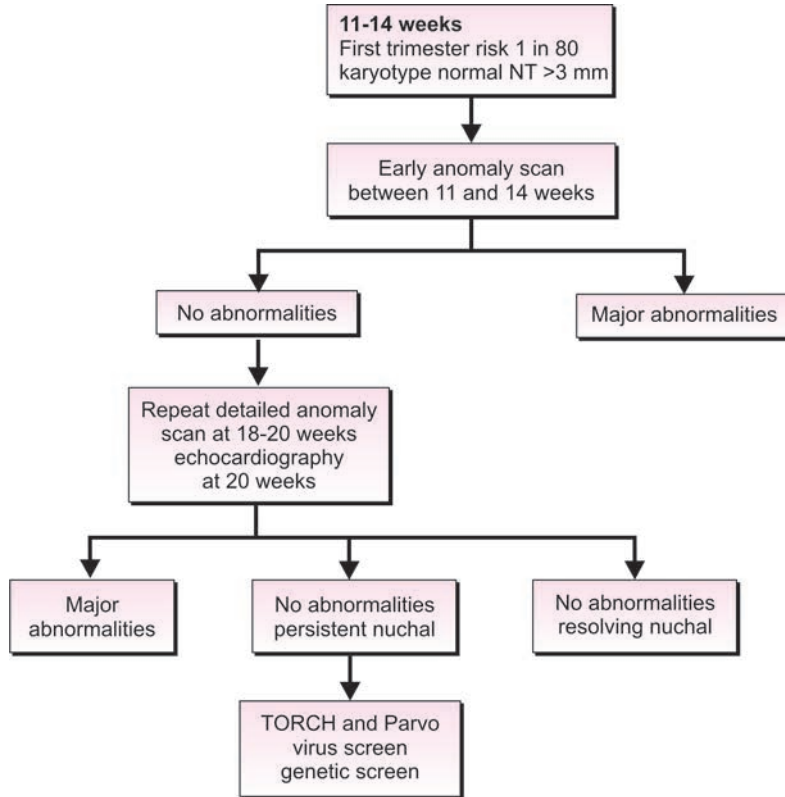 11-14 weeks
First trimester risk 1 in 80
karyotype normal NT >3 mm
Early anomaly scan
between 11 and 14 weeks
No abnormalities
Major abnormalities
Repeat detailed anomaly
scan at 18-20 weeks
echocardiography
at 20 weeks
Major
abnormalities
No abnormalities
persistent nuchal
No abnormalities
resolving nuchal
TORCH and Parvo
virus screen
genetic screen